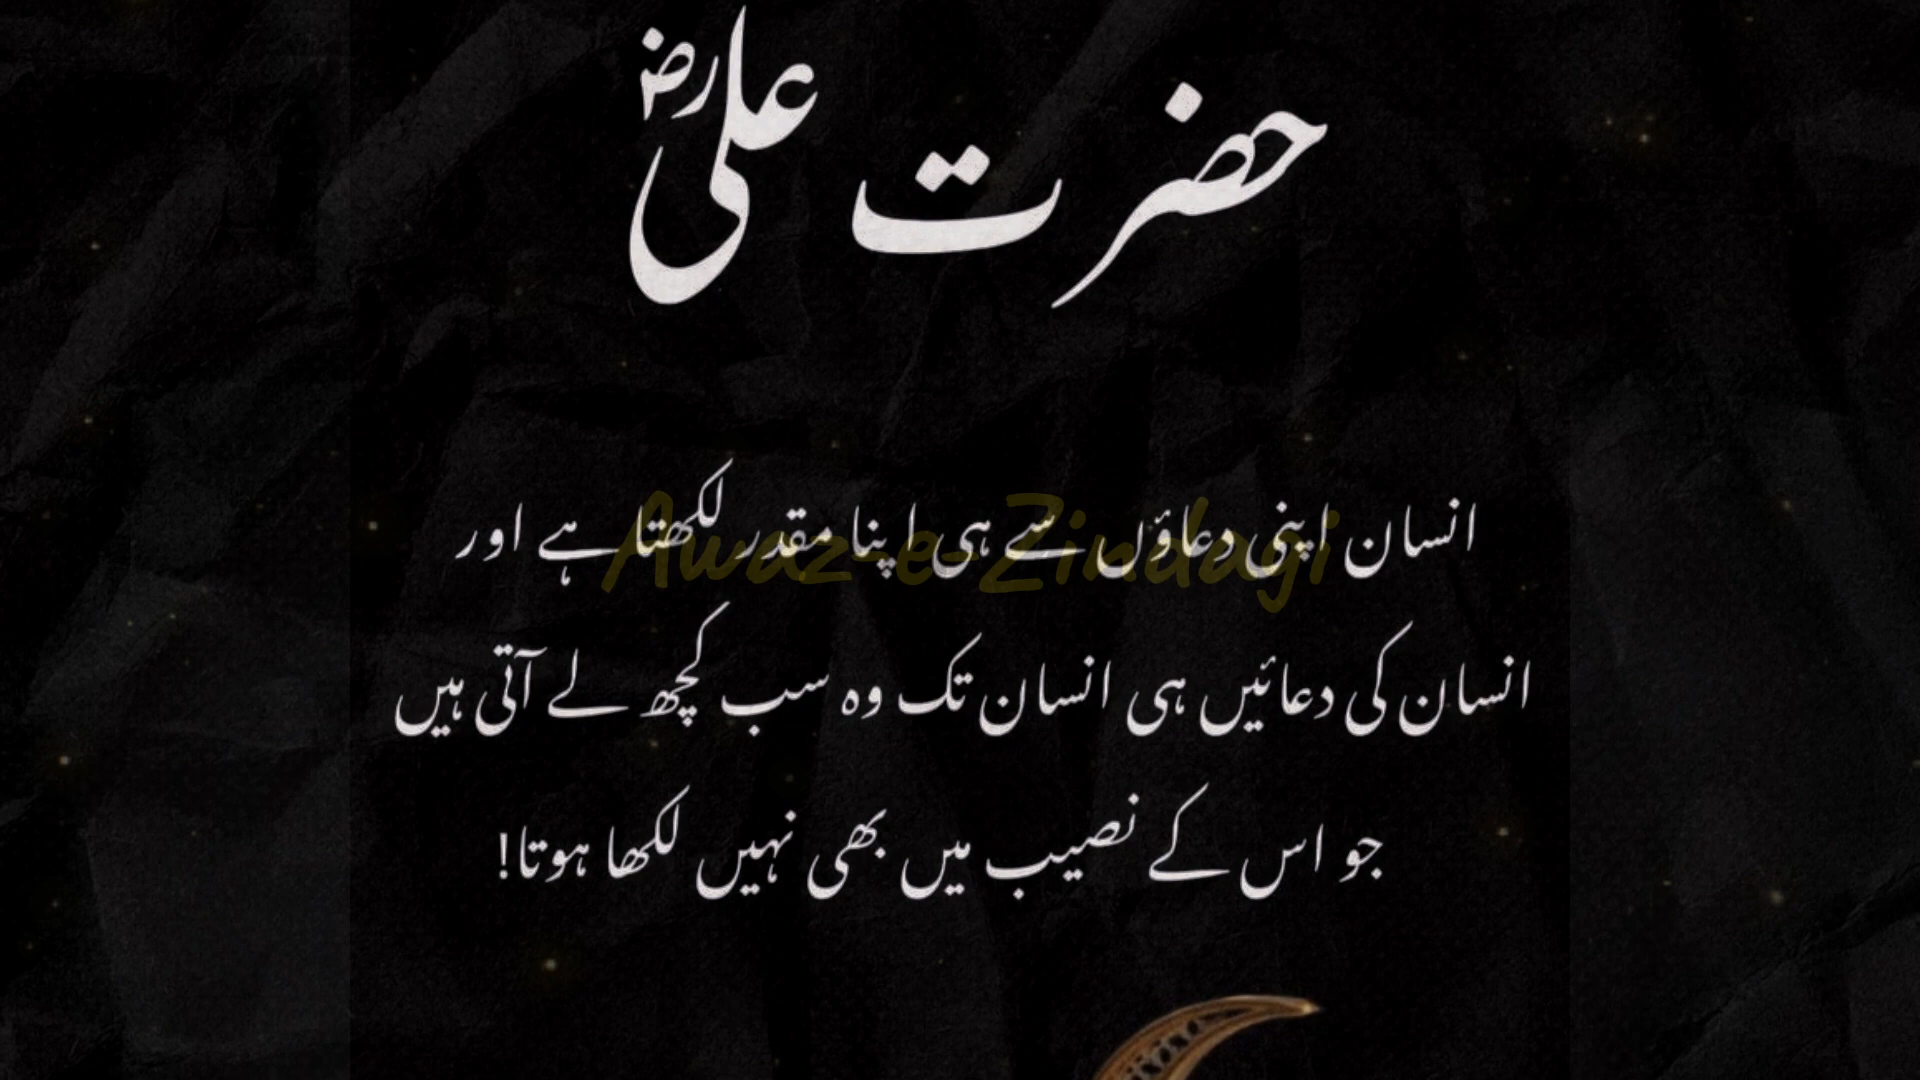 حضرت علیؓ
انسان اپنی دعاؤں سے ہی اپنا مقدر لکھتا ہے اور
Awaz-e-Zindagi
انسان کی دعائیں ہی انسان تک وہ سب کچھ لے آتی ہیں
جو اس کے نصیب میں بھی نہیں لکھا ہوتا!